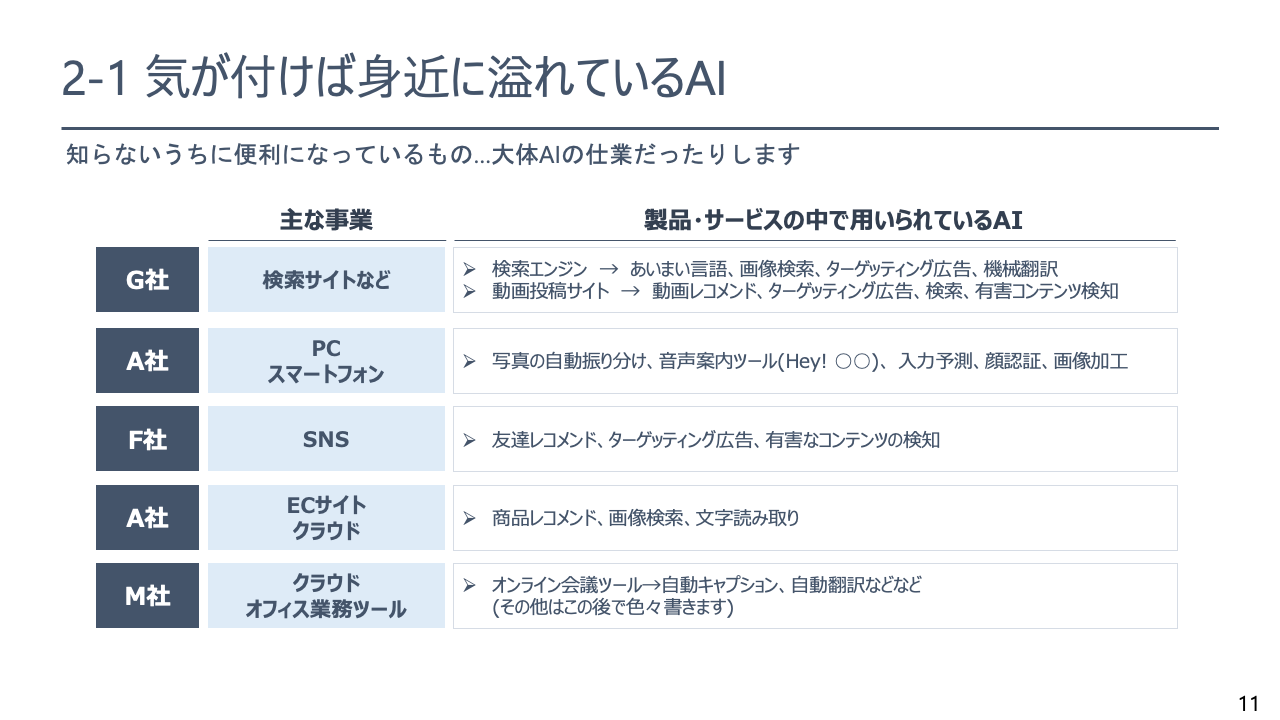 2-1 気が付けば身近に溢れているAI
知らないうちに便利になっているもの…大体AIの仕業だったりします
主な事業
製品・サービスの中で用いられているAI
G社
検索サイトなど
➢ 検索エンジン → あいまい言語、画像検索、ターゲッティング広告、機械翻訳
➢ 動画投稿サイト → 動画レコメンド、ターゲッティング広告、検索、有害コンテンツ検知
A社
PC
スマートフォン
➢ 写真の自動振り分け、音声案内ツール(Hey! ○○)、入力予測、顔認証、画像加工
F社
SNS
➢ 友達レコメンド、ターゲッティング広告、有害なコンテンツの検知
A社
ECサイト
クラウド
➢ 商品レコメンド、画像検索、文字読み取り
M社
クラウド
オフィス業務ツール
➢ オンライン会議ツール→自動キャプション、自動翻訳などなど
(その他はこの後で色々書きます)
11